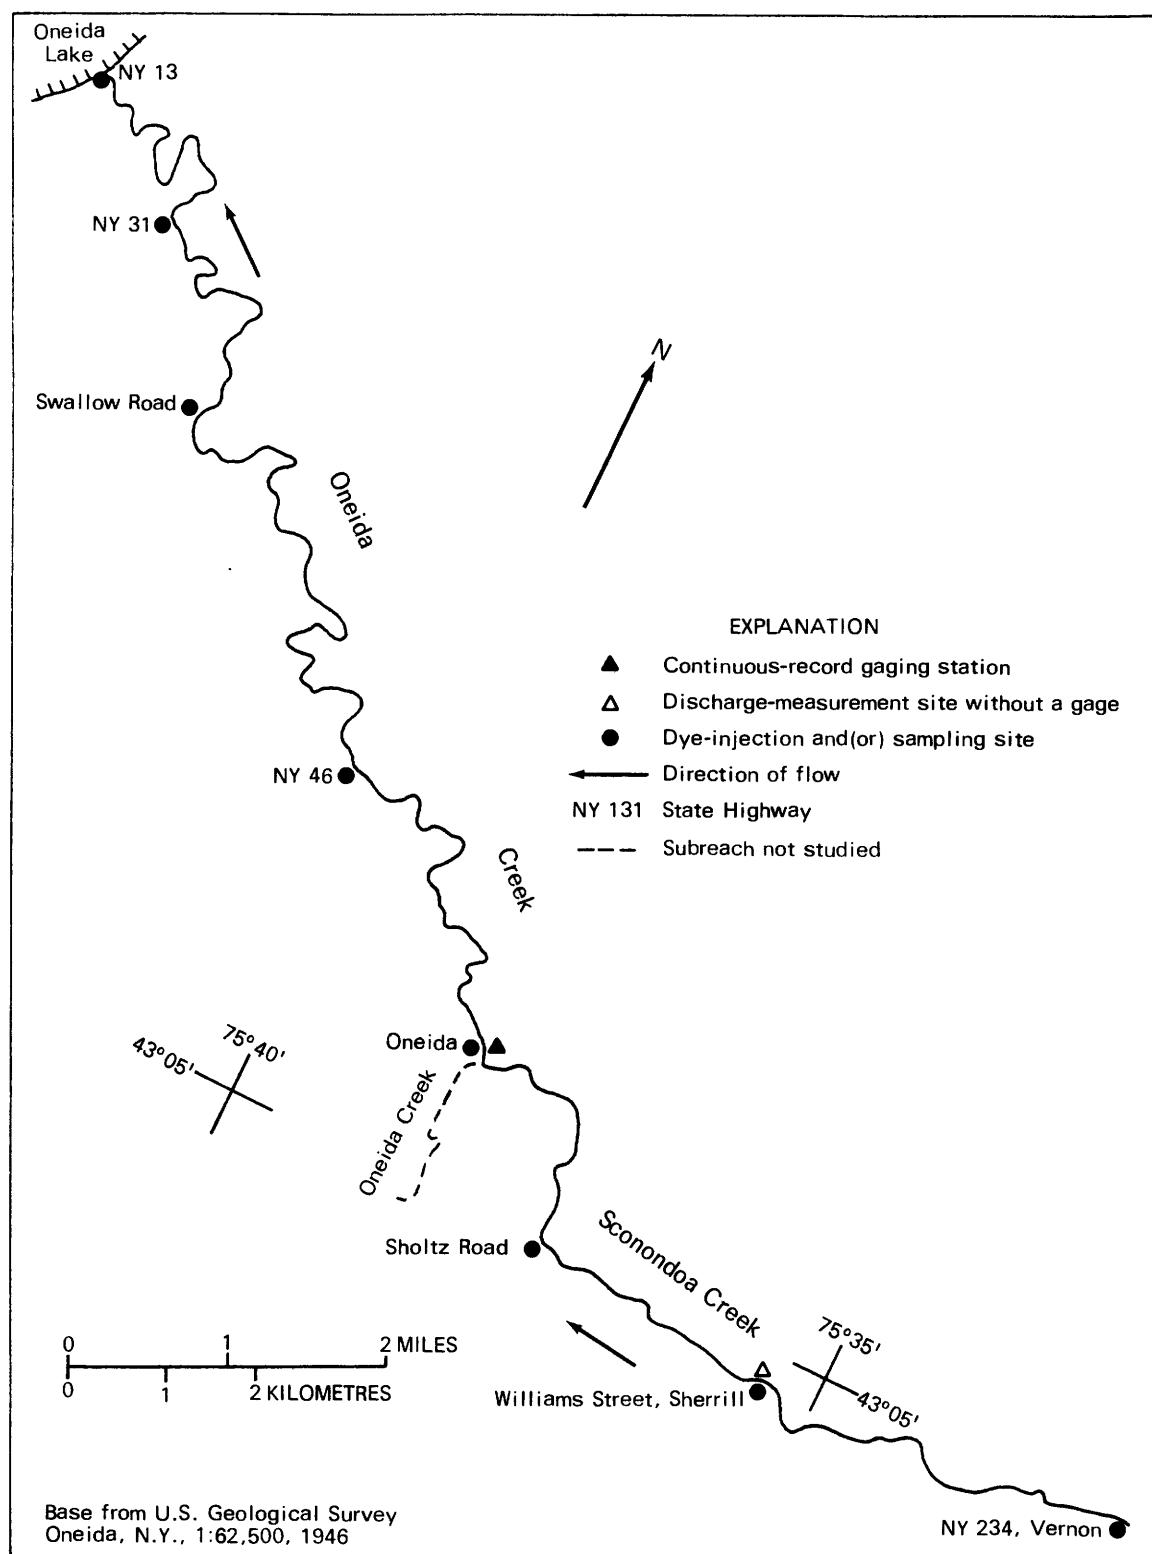 Oneida
Lake
NY 13
NY 31
N
Swallow Road
Oneida
EXPLANATION
Continuous-record gaging station
Discharge-measurement site without a gage
Dye-injection and(or) sampling site
Direction of flow
NY 131 State Highway
Subreach not studied
NY 46
Creek
Oneida
75°40'
43°05'
Oneida Creek
Sholtz Road
Sconondoa Creek
75°35'
43°05'
0 1 2 MILES
0 1 2 KILOMETRES
Williams Street, Sherrill
NY 234, Vernon
Base from U.S. Geological Survey
Oneida, N.Y., 1:62,500, 1946